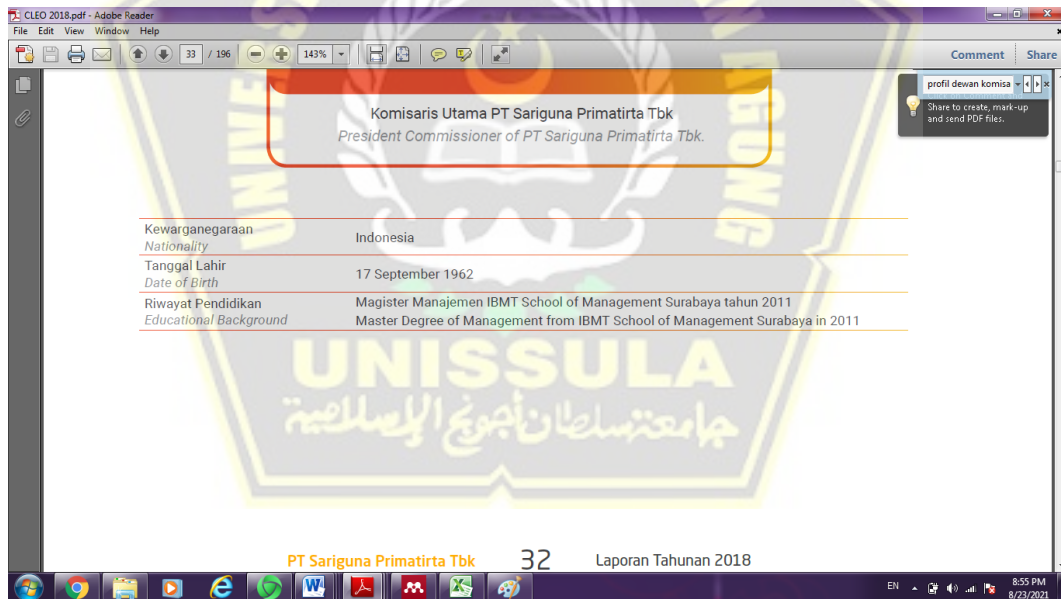 CLEO 2018.pdf - Adobe Reader
File Edit View Window Help
33 / 196 143% Comment Share
profil dewan komisa
Share to create, mark-up
and send PDF files.
Komisaris Utama PT Sariguna Primatirta Tbk
President Commissioner of PT Sariguna Primatirta Tbk.
Kewarganegaraan
Nationality
Indonesia
Tanggal Lahir
Date of Birth
17 September 1962
Riwayat Pendidikan
Educational Background
Magister Manajemen IBMT School of Management Surabaya tahun 2011
Master Degree of Management from IBMT School of Management Surabaya in 2011
UNISSULA
جامعتسلطان أجونج الإسلامية
PT Sariguna Primatirta Tbk 32 Laporan Tahunan 2018
EN 8:55 PM
8/23/2021